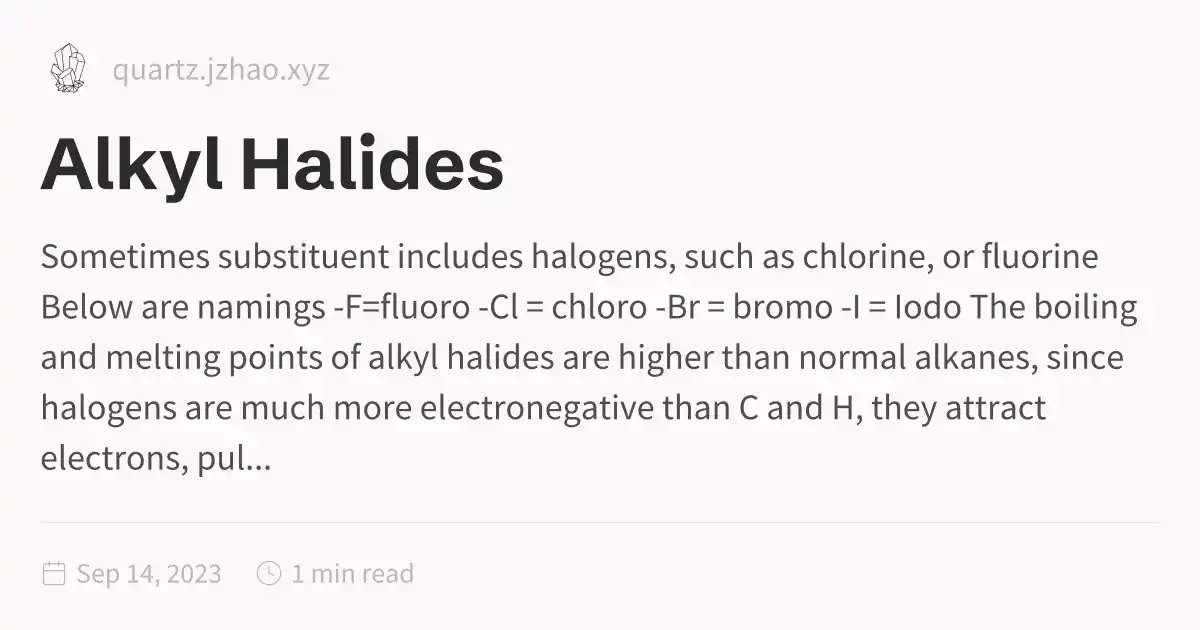 quartz.jzhao.xyz
Alkyl Halides
Sometimes substituent includes halogens, such as chlorine, or fluorine
Below are namings -F=fluoro -Cl = chloro -Br = bromo -I = Iodo The boiling
and melting points of alkyl halides are higher than normal alkanes, since
halogens are much more electronegative than C and H, they attract
electrons, pul...
Sep 14, 2023 1 min read